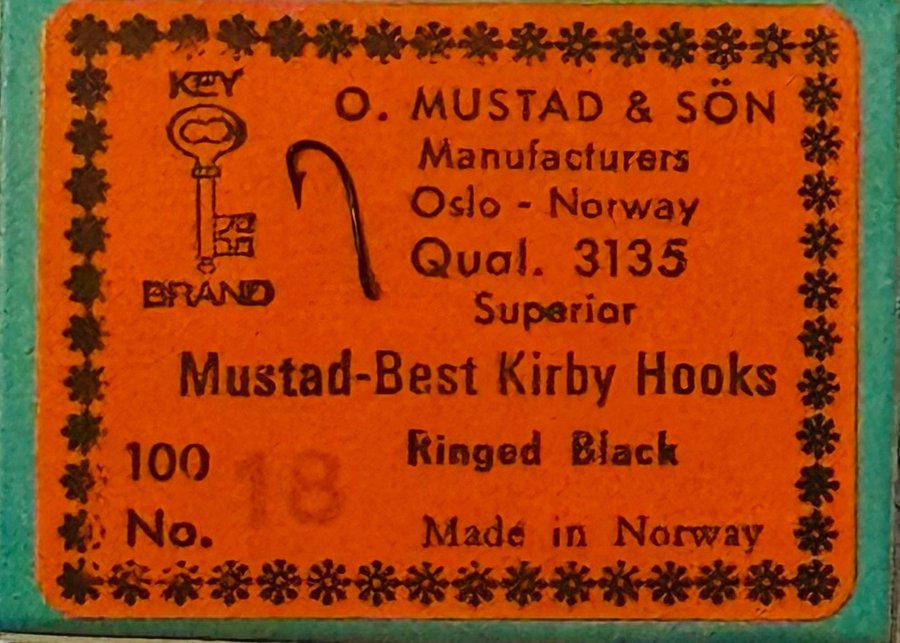 KEY
BRAND
O. MUSTAD & SÖN
Manufacturers
Oslo - Norway
Qual. 3135
Superior
Mustad-Best Kirby Hooks
Ringed Black
100
No. 18
Made in Norway